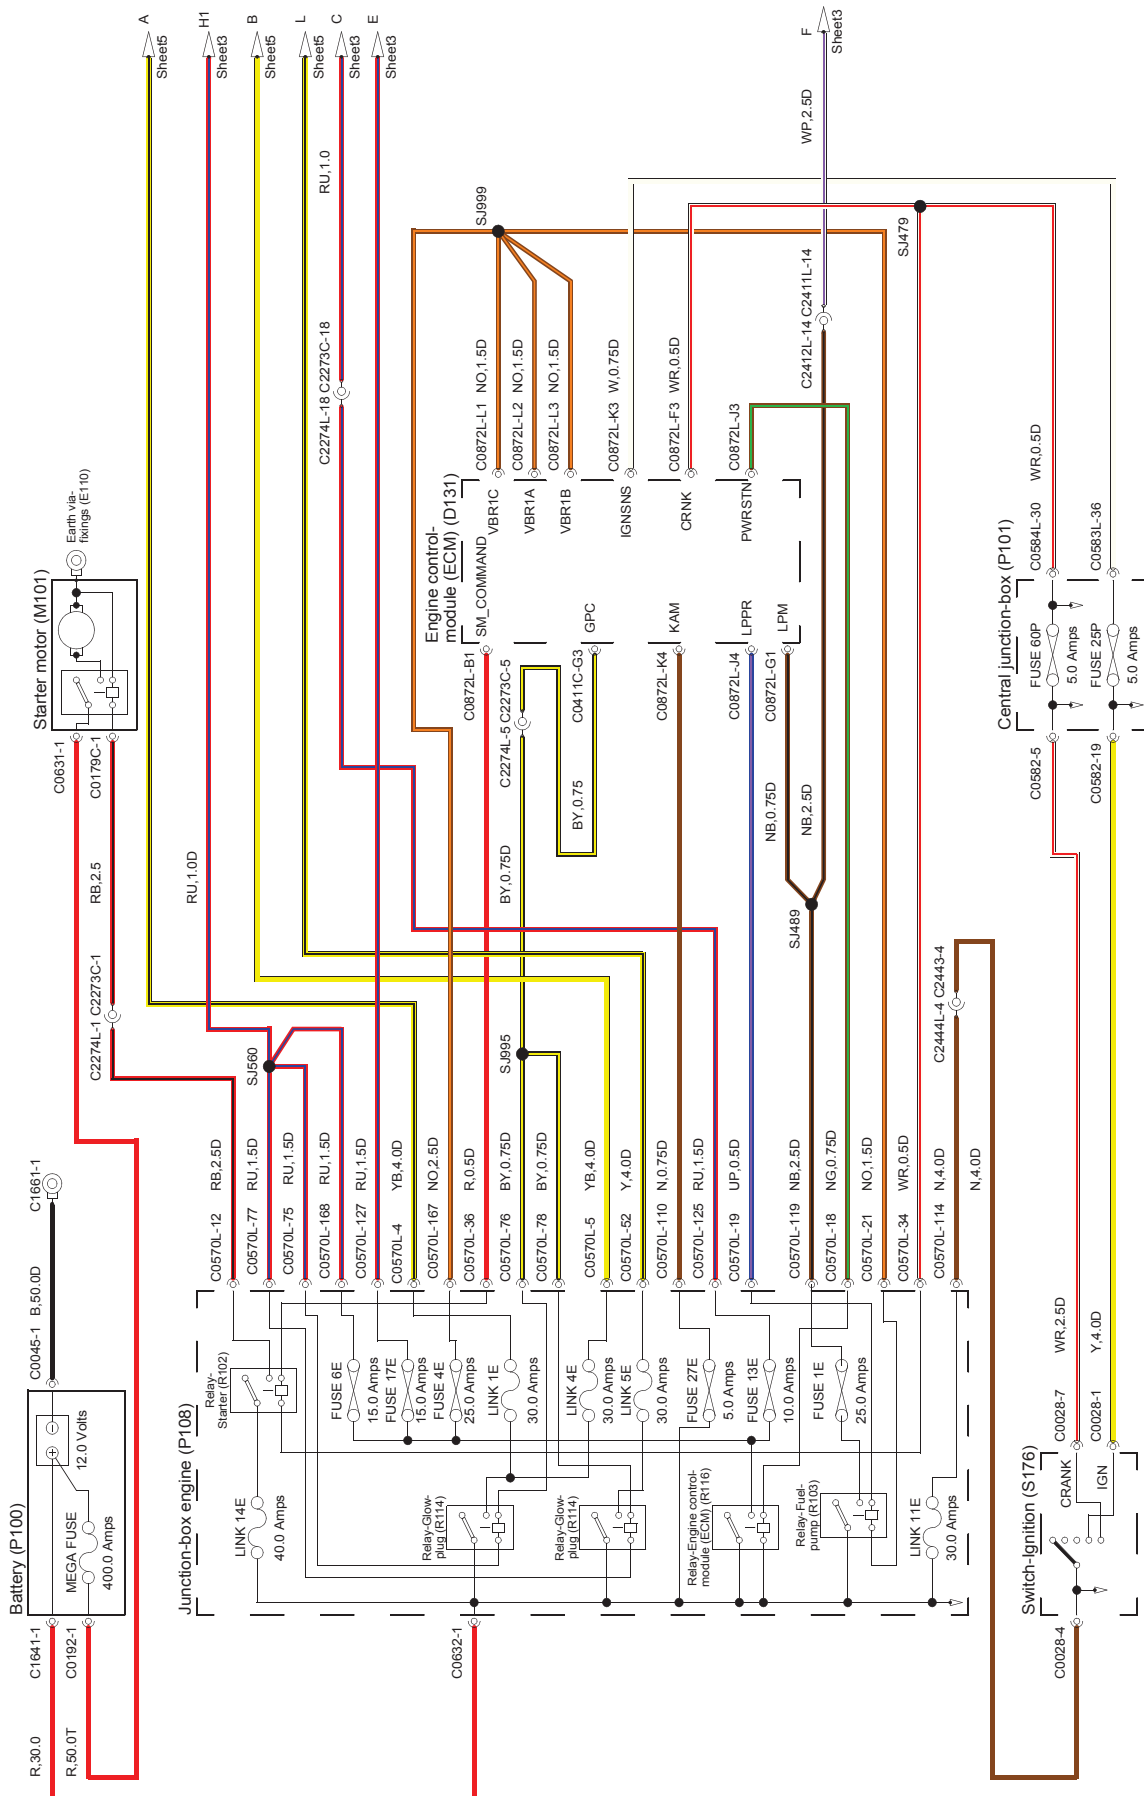 A
Sheet5
H1
Sheet3
B
Sheet5
L
Sheet5
C
Sheet3
E
Sheet3
F
Sheet3
RU,1.0
WP,2.5D
Starter motor (M101)
Earth via-
fixings (E110)
C0631-1
C0179C-1
RB,2.5
C2274L-1 C2273C-1
RU,1.0D
C2274L-18 C2273C-18
SJ999
SJ479
C2412L-14 C2411L-14
C0872L-L1 NO,1.5D
C0872L-L2 NO,1.5D
C0872L-L3 NO,1.5D
C0872L-K3 W,0.75D
C0872L-F3 WR,0.5D
C0872L-J3
Engine control-
module (ECM) (D131)
SM_COMMAND
VBR1C
VBR1A
VBR1B
IGNSNS
CRNK
PWRSTN
GPC
KAM
LPPR
LPM
C0872L-B1
C2274L-5 C2273C-5
C0411C-G3
C0872L-K4
C0872L-J4
C0872L-G1
BY,0.75D
BY,0.75
NB,0.75D
NB,2.5D
SJ489
SJ560
SJ995
C2444L-4 C2443-4
Central junction-box (P101)
C0584L-30 WR,0.5D
C0583L-36
FUSE 60P
5.0 Amps
FUSE 25P
5.0 Amps
C0582-5
C0582-19
C0570L-12 RB,2.5D
C0570L-77 RU,1.5D
C0570L-75 RU,1.5D
C0570L-168 RU,1.5D
C0570L-127 RU,1.5D
C0570L-4 YB,4.0D
C0570L-167 NO,2.5D
C0570L-36 R,0.5D
C0570L-76 BY,0.75D
C0570L-78 BY,0.75D
C0570L-5 YB,4.0D
C0570L-52 Y,4.0D
C0570L-110 N,0.75D
C0570L-125 RU,1.5D
C0570L-19 UP,0.5D
C0570L-119 NB,2.5D
C0570L-18 NG,0.75D
C0570L-21 NO,1.5D
C0570L-34 WR,0.5D
C0570L-114 N,4.0D
N,4.0D
Battery (P100)
C1661-1
C0045-1 B,50.0D
12.0 Volts
MEGA FUSE
400.0 Amps
C1641-1
C0192-1
R,30.0
R,50.0T
Junction-box engine (P108)
LINK 14E
40.0 Amps
Relay-
Starter (R102)
FUSE 6E
15.0 Amps
FUSE 17E
15.0 Amps
FUSE 4E
25.0 Amps
LINK 1E
30.0 Amps
LINK 4E
30.0 Amps
LINK 5E
30.0 Amps
FUSE 27E
5.0 Amps
FUSE 13E
10.0 Amps
FUSE 1E
25.0 Amps
Relay-Glow-
plug (R114)
Relay-Glow-
plug (R114)
Relay-Engine control-
module (ECM) (R116)
Relay-Fuel-
pump (R103)
LINK 11E
30.0 Amps
C0632-1
Switch-Ignition (S176)
CRANK
IGN
C0028-7
WR,2.5D
C0028-1
Y,4.0D
C0028-4